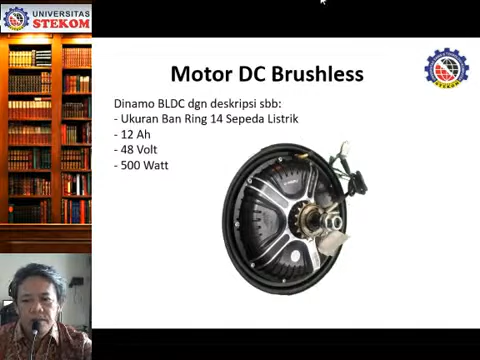 UNIVERSITAS
STEKOM
Motor DC Brushless
Dinamo BLDC dgn deskripsi sbb:
- Ukuran Ban Ring 14 Sepeda Listrik
- 12 Ah
- 48 Volt
- 500 Watt